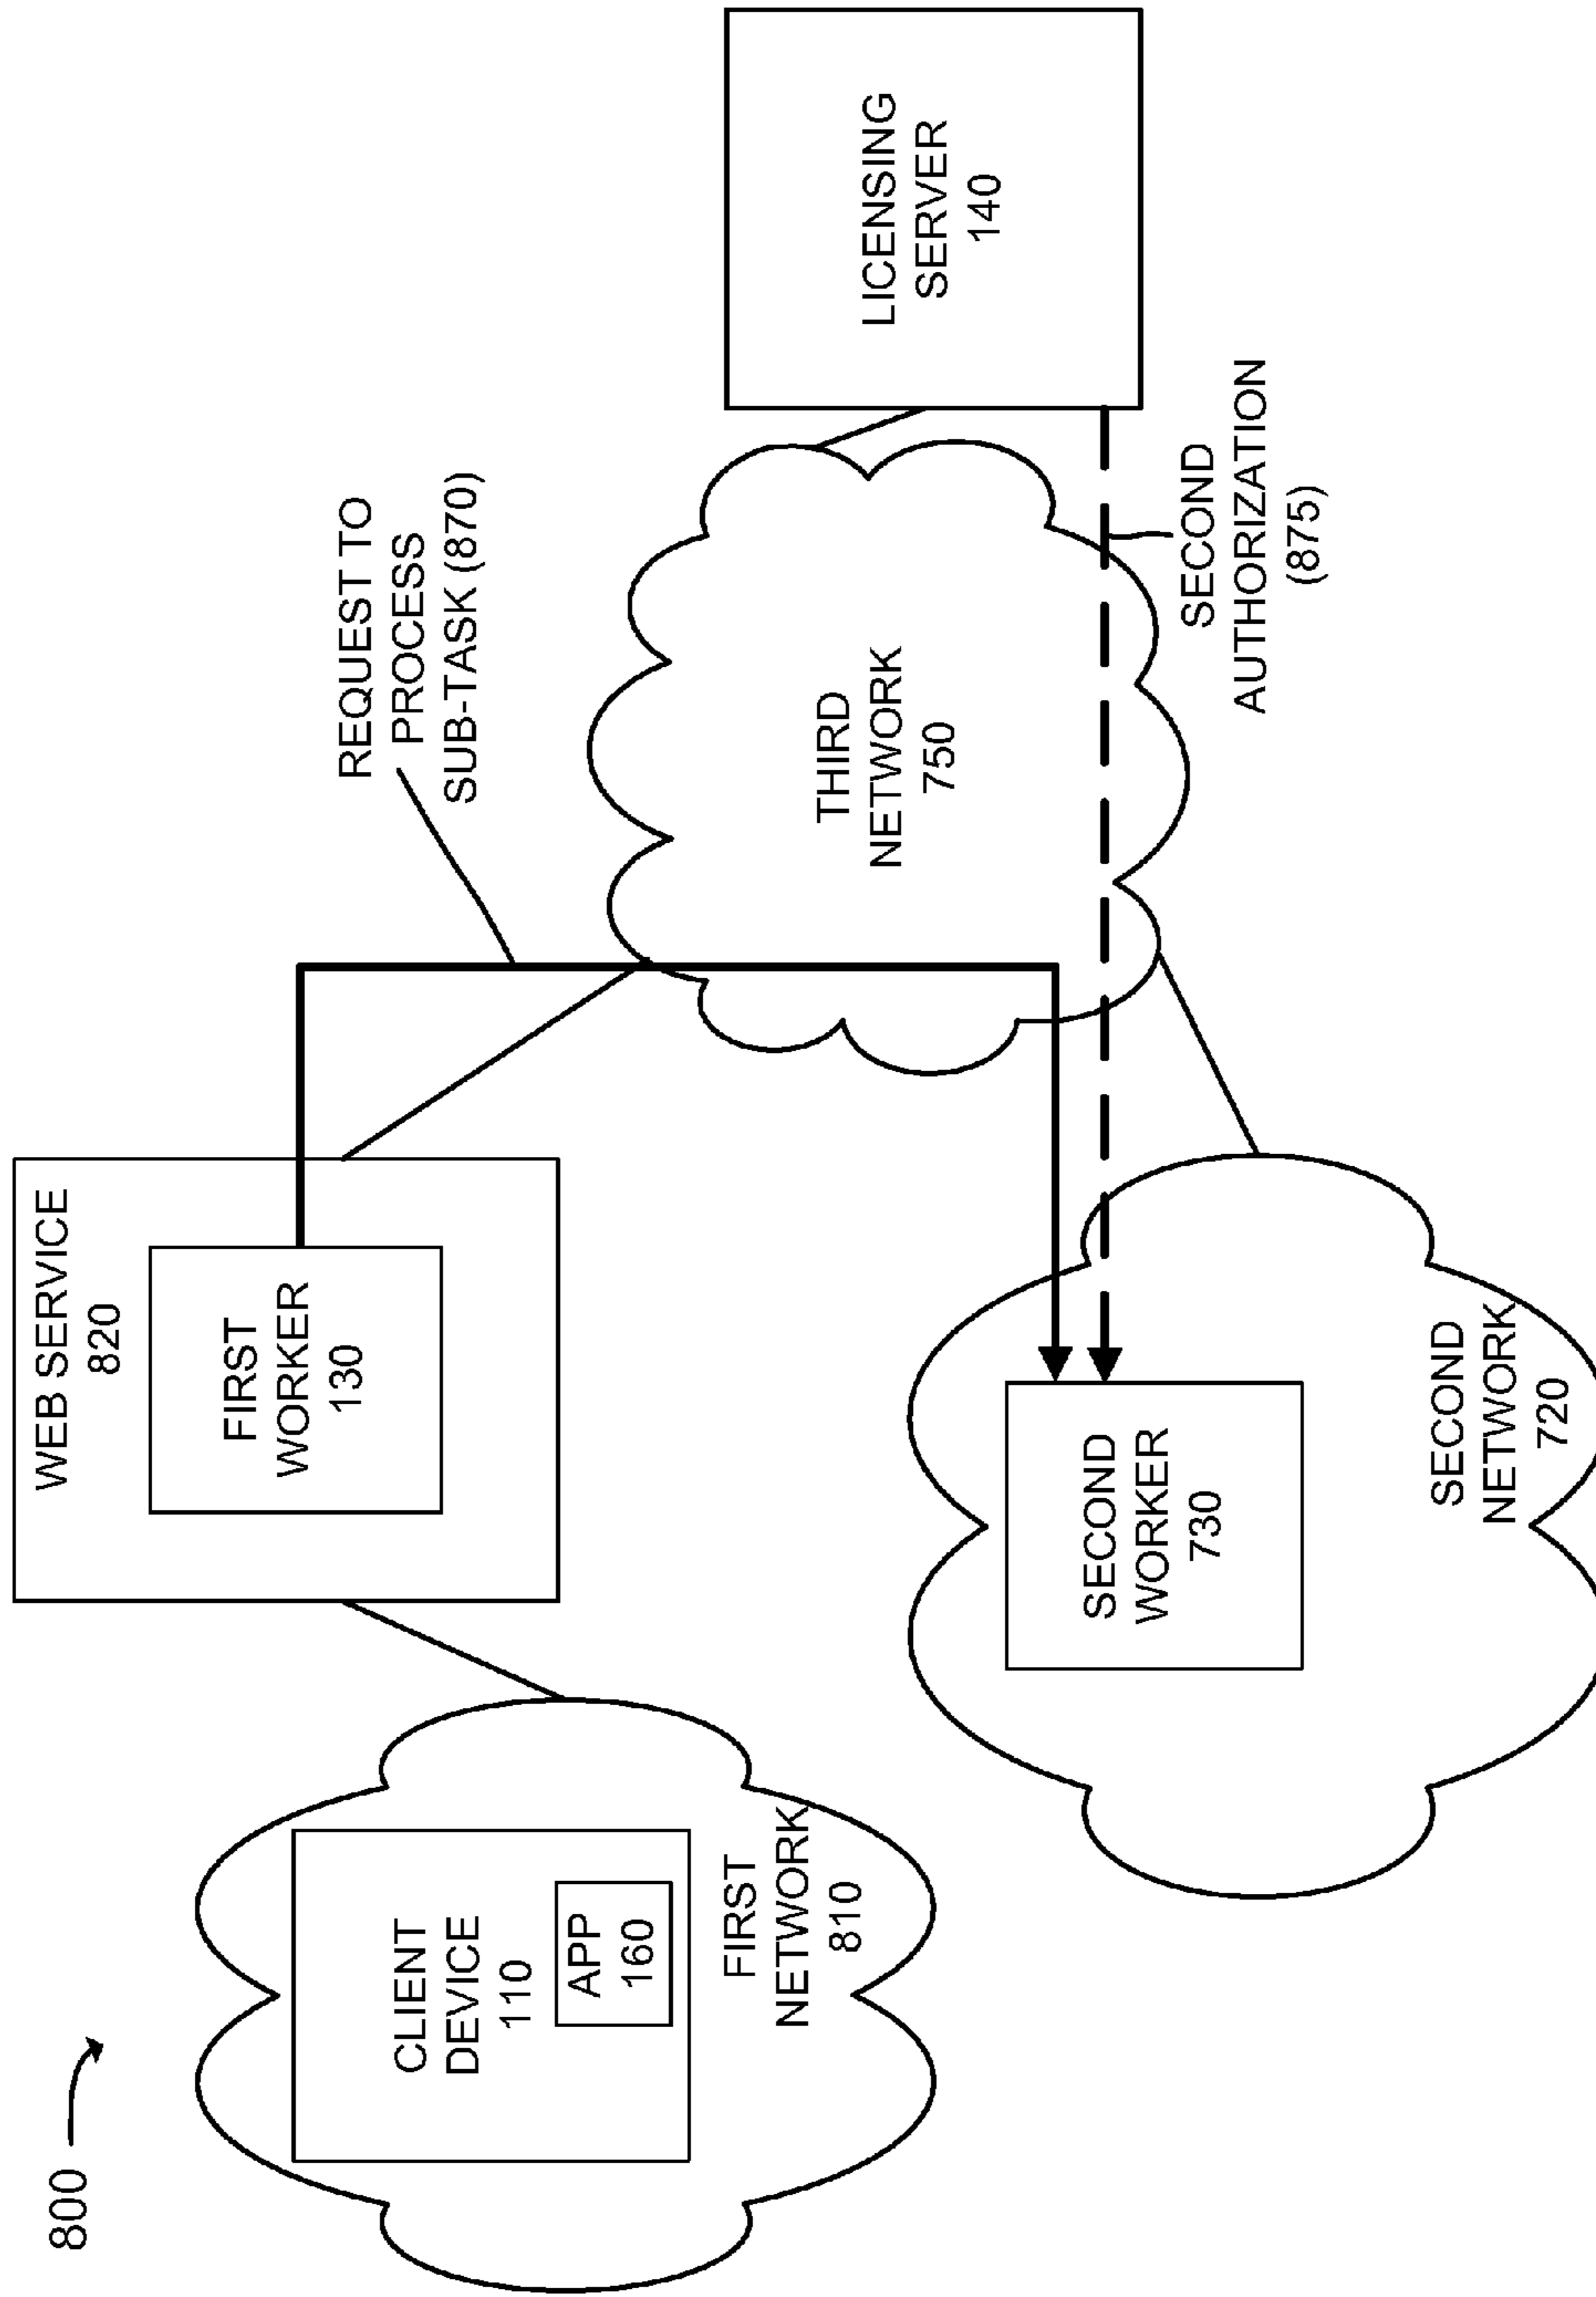 800
WEB SERVICE
820
FIRST
WORKER
130
REQUEST TO
PROCESS
SUB-TASK (870)
CLIENT
DEVICE
110
APP
160
FIRST
NETWORK
810
THIRD
NETWORK
750
LICENSING
SERVER
140
SECOND
WORKER
730
SECOND
AUTHORIZATION
(875)
SECOND
NETWORK
720